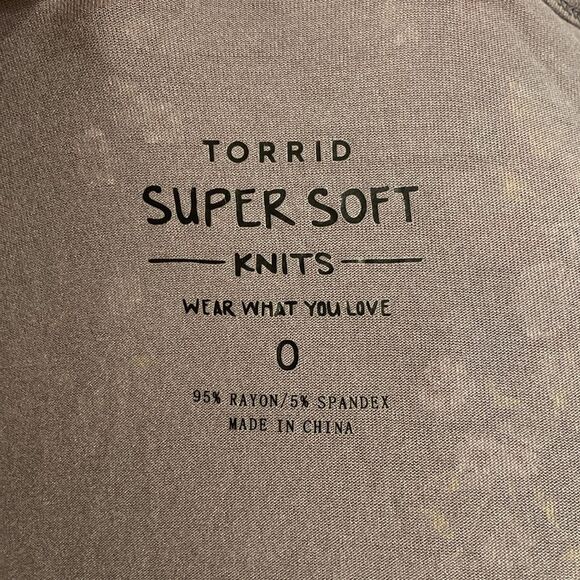 TORRID
SUPER SOFT
KNITS
WEAR WHAT YOU LOVE
0
95% RAYON/5% SPANDEX
MADE IN CHINA